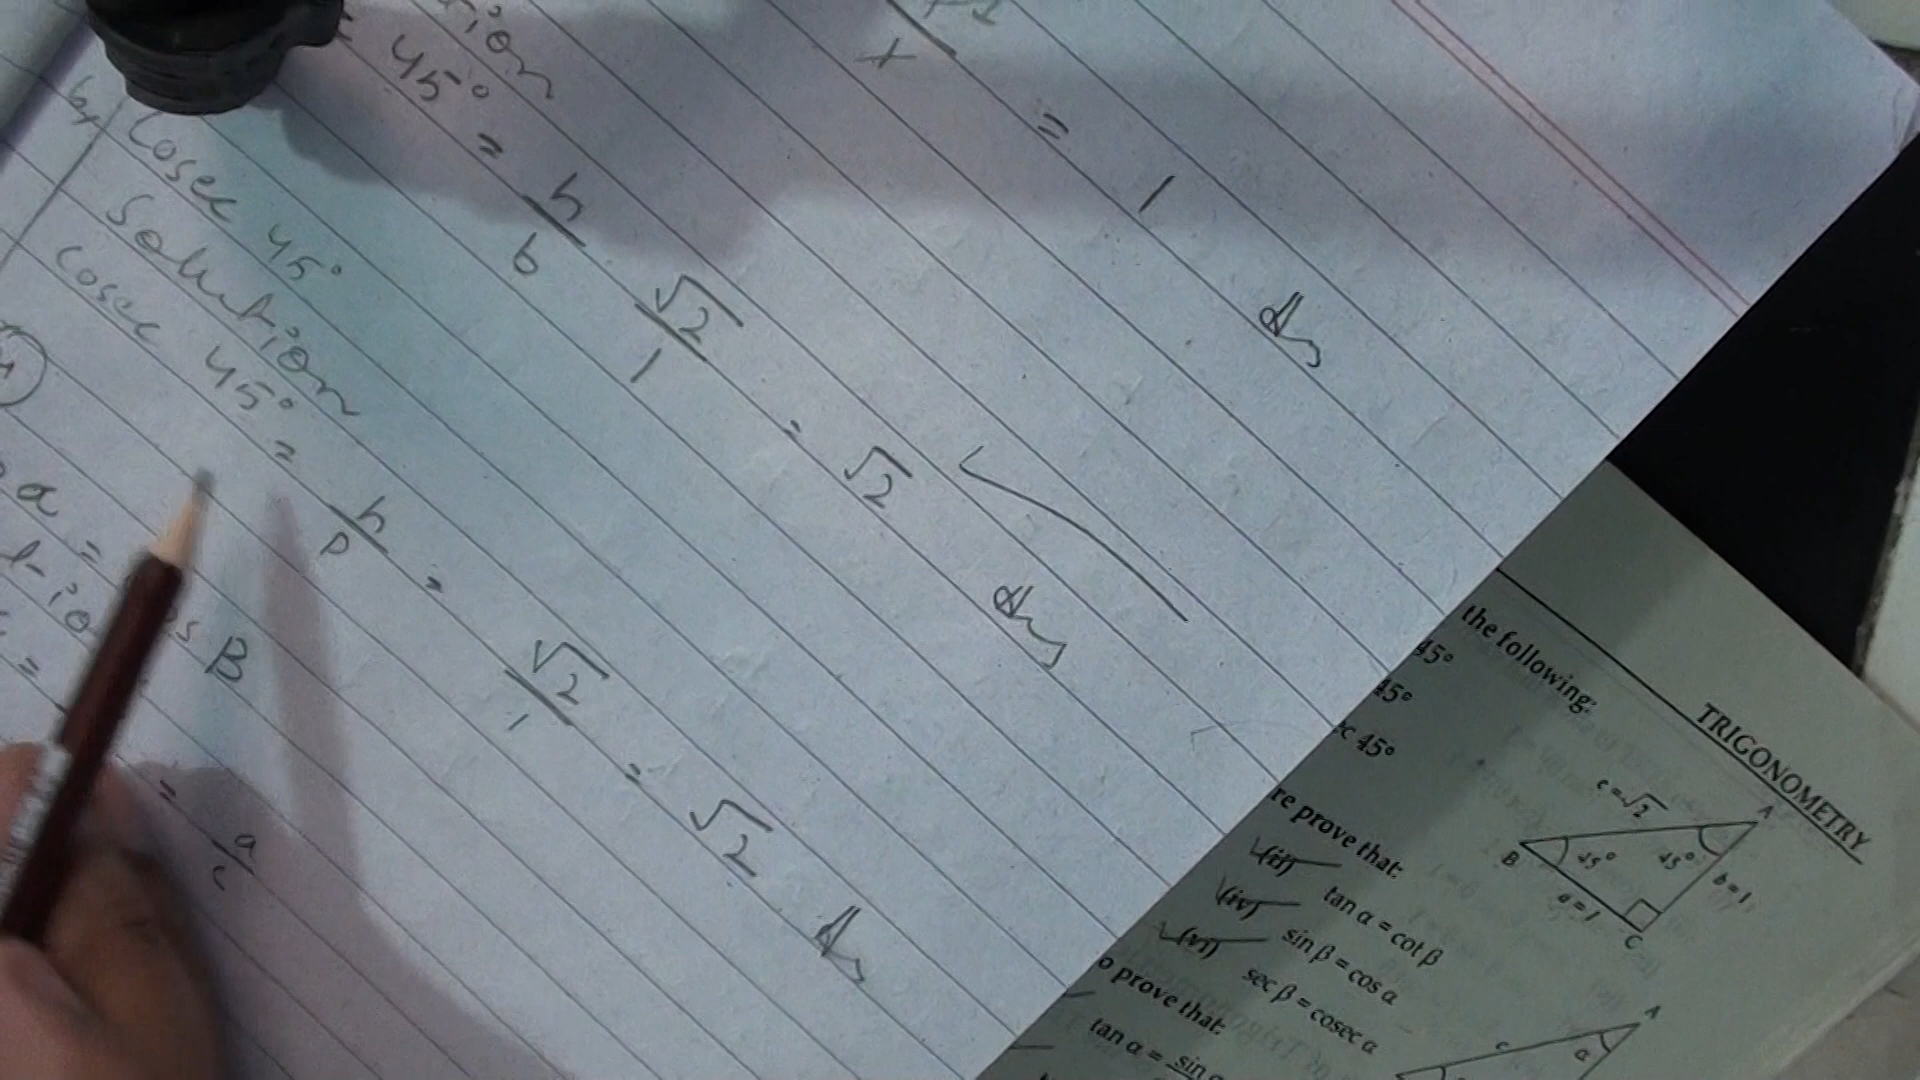 = 1 Ans
45° = h/b = √2/1 = √2 Ans
Cosec 45°
Solution
cosec 45° = h/p = √2/1 = √2 Ans
α =
B
= a/c
TRIGONOMETRY
the following:
45°
45°
ec 45°
A
c = √2
45°
45°
b = 1
B
a = 1
C
re prove that:
(ii) tan α = cot β
(iv) sin β = cos α
(vi) sec β = cosec α
o prove that:
tan α = sin
A
c
α